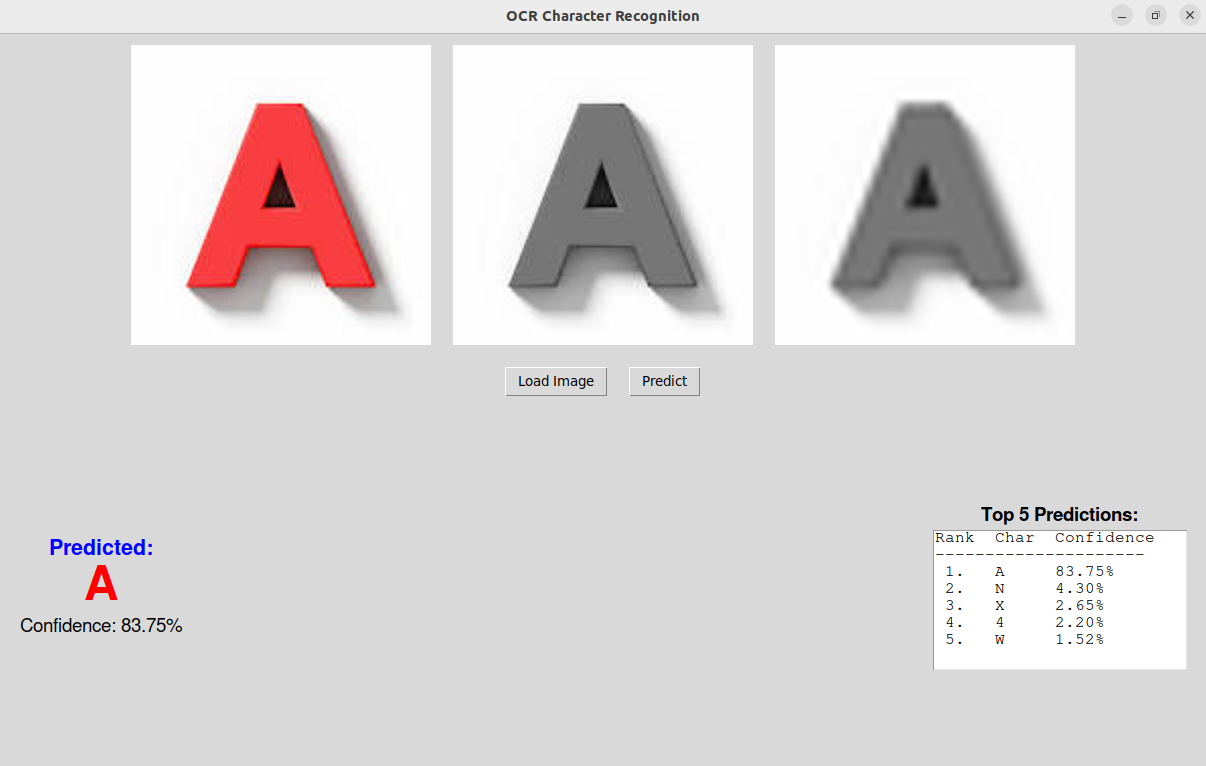 OCR Character Recognition
A A A
Load Image Predict
Predicted:
A
Confidence: 83.75%
Top 5 Predictions:
Rank Char Confidence
---------------------
1. A 83.75%
2. N 4.30%
3. X 2.65%
4. 4 2.20%
5. W 1.52%